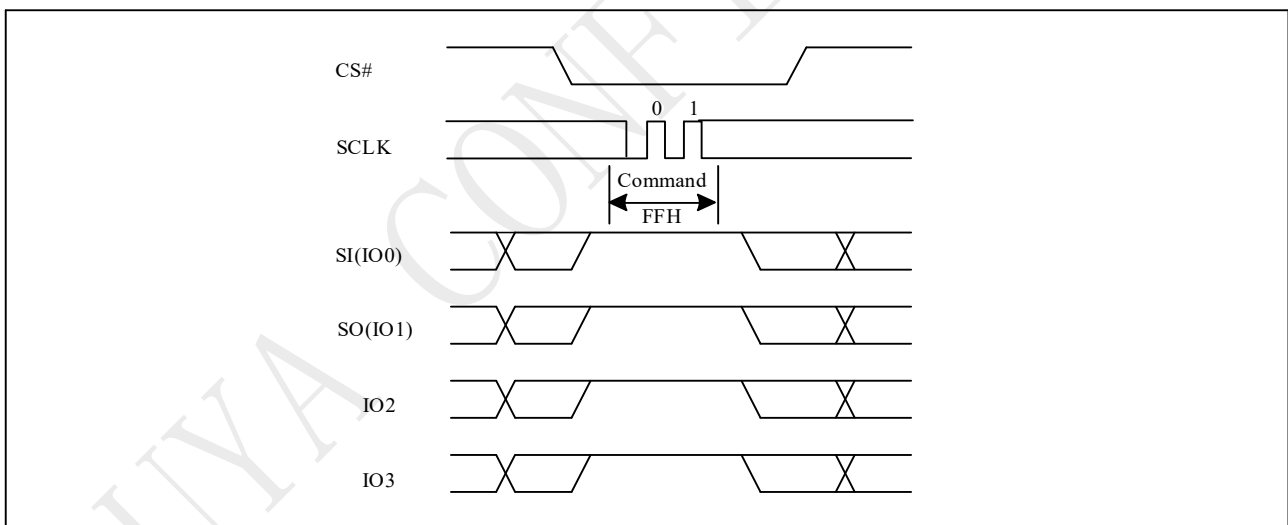 CS#
0 1
SCLK
Command
FFH
SI(IO0)
SO(IO1)
IO2
IO3